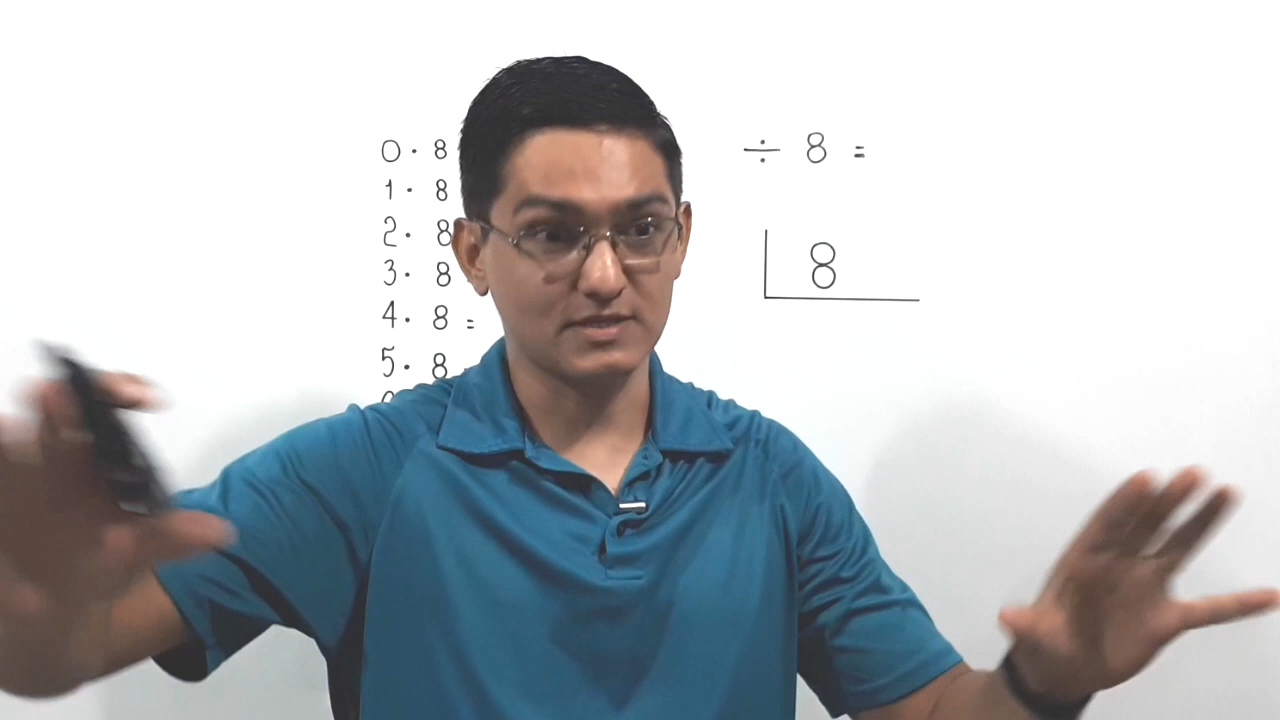 0 · 8
1 · 8
2 · 8
3 · 8
4 · 8 =
5 · 8
÷ 8 =
8